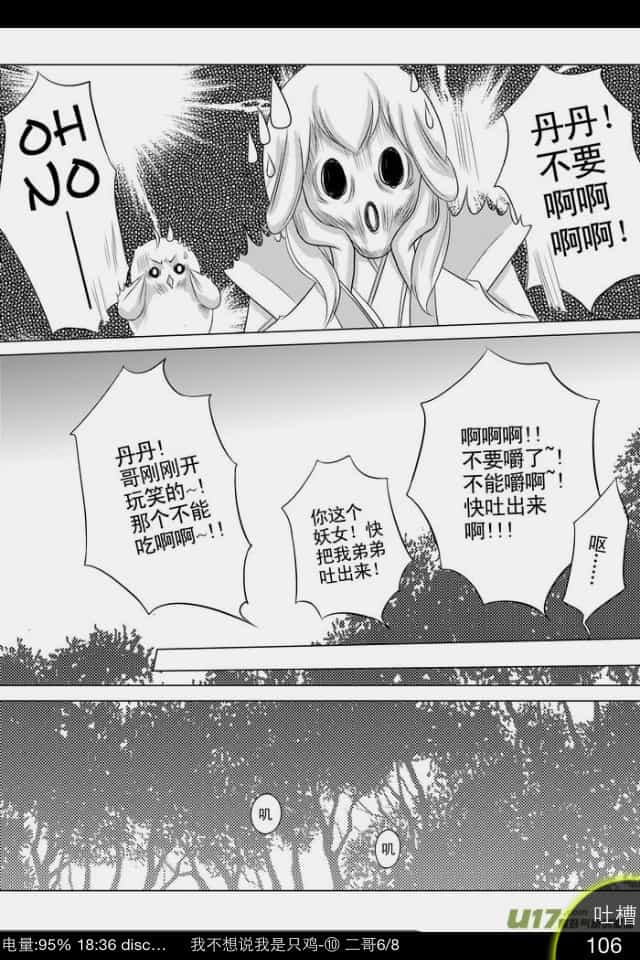 OH
NO
——
丹丹！
不要
啊啊
啊啊！
丹丹！
哥刚刚开
玩笑的~！
那个不能
吃啊啊~！！
你这个
妖女！快
把我弟弟
吐出来！
啊啊啊！！
不要嚼了~！
不能嚼啊~！
快吐出来
啊！！！
呕……
叽
叽
U17.com
吐槽
106
电量:95% 18:36 disc...
我不想说我是只鸡-⑩ 二哥6/8